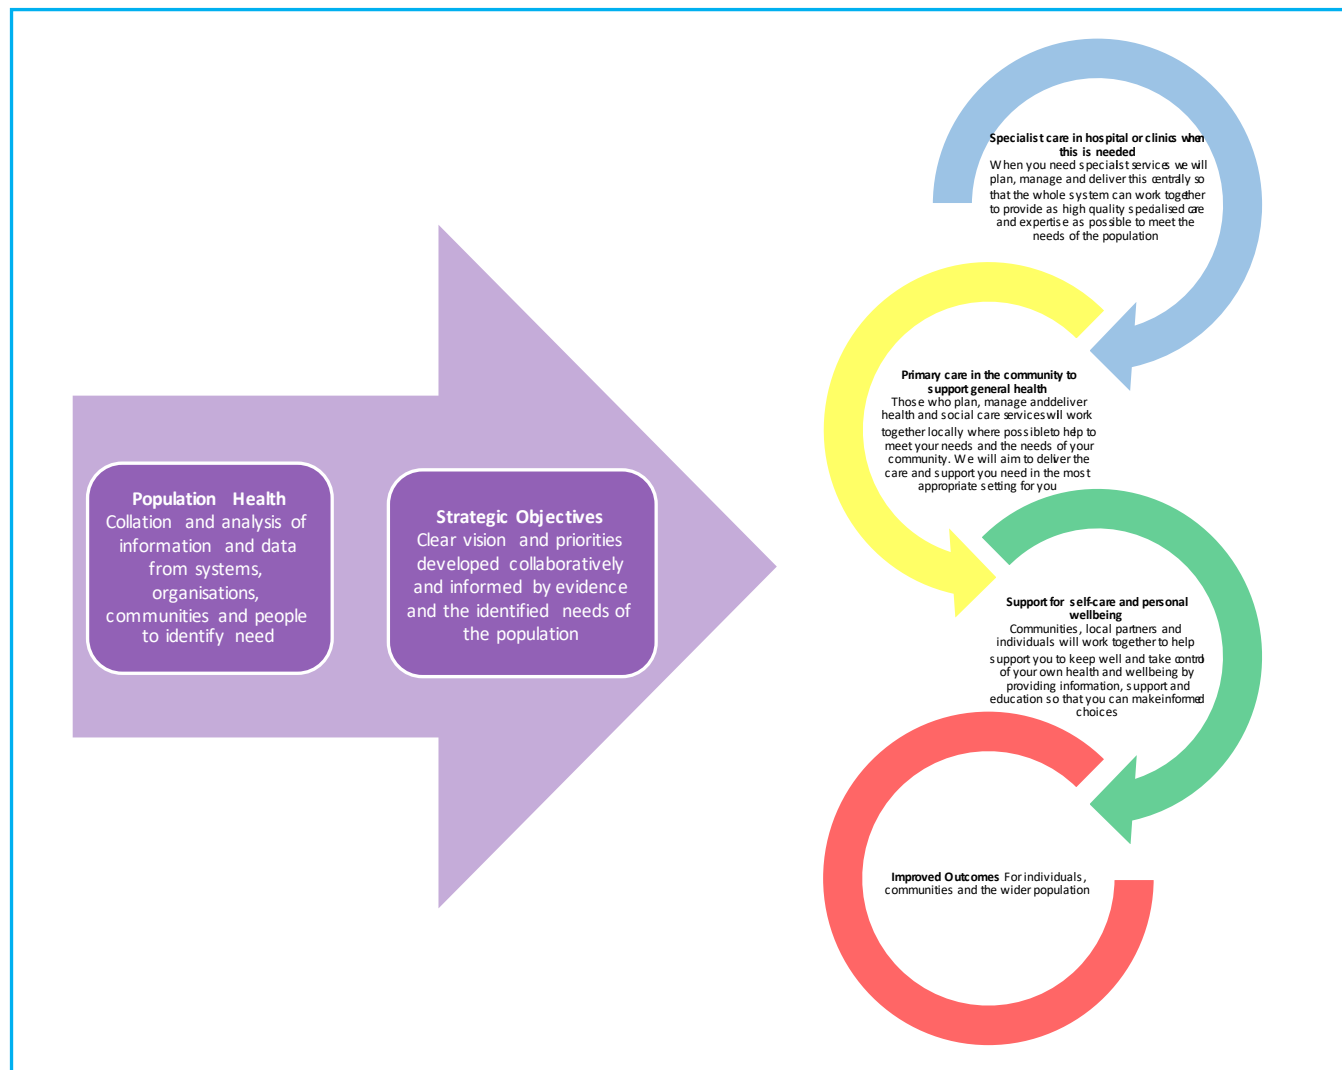 Population Health
Collation and analysis of
information and data
from systems,
organisations,
communities and people
to identify need
Strategic Objectives
Clear vision and priorities
developed collaboratively
and informed by evidence
and the identified needs of
the population
Specialist care in hospital or clinics when
this is needed
When you need specialist services we will
plan, manage and deliver this centrally so
that the whole system can work together
to provide as high quality specialised care
and expertise as possible to meet the
needs of the population
Primary care in the community to
support general health
Those who plan, manage and deliver
health and social care services will work
together locally where possible to help to
meet your needs and the needs of your
community. We will aim to deliver the
care and support you need in the most
appropriate setting for you
Support for self-care and personal
wellbeing
Communities, local partners and
individuals will work together to help
support you to keep well and take control
of your own health and wellbeing by
providing information, support and
education so that you can make informed
choices
Improved Outcomes For individuals,
communities and the wider population